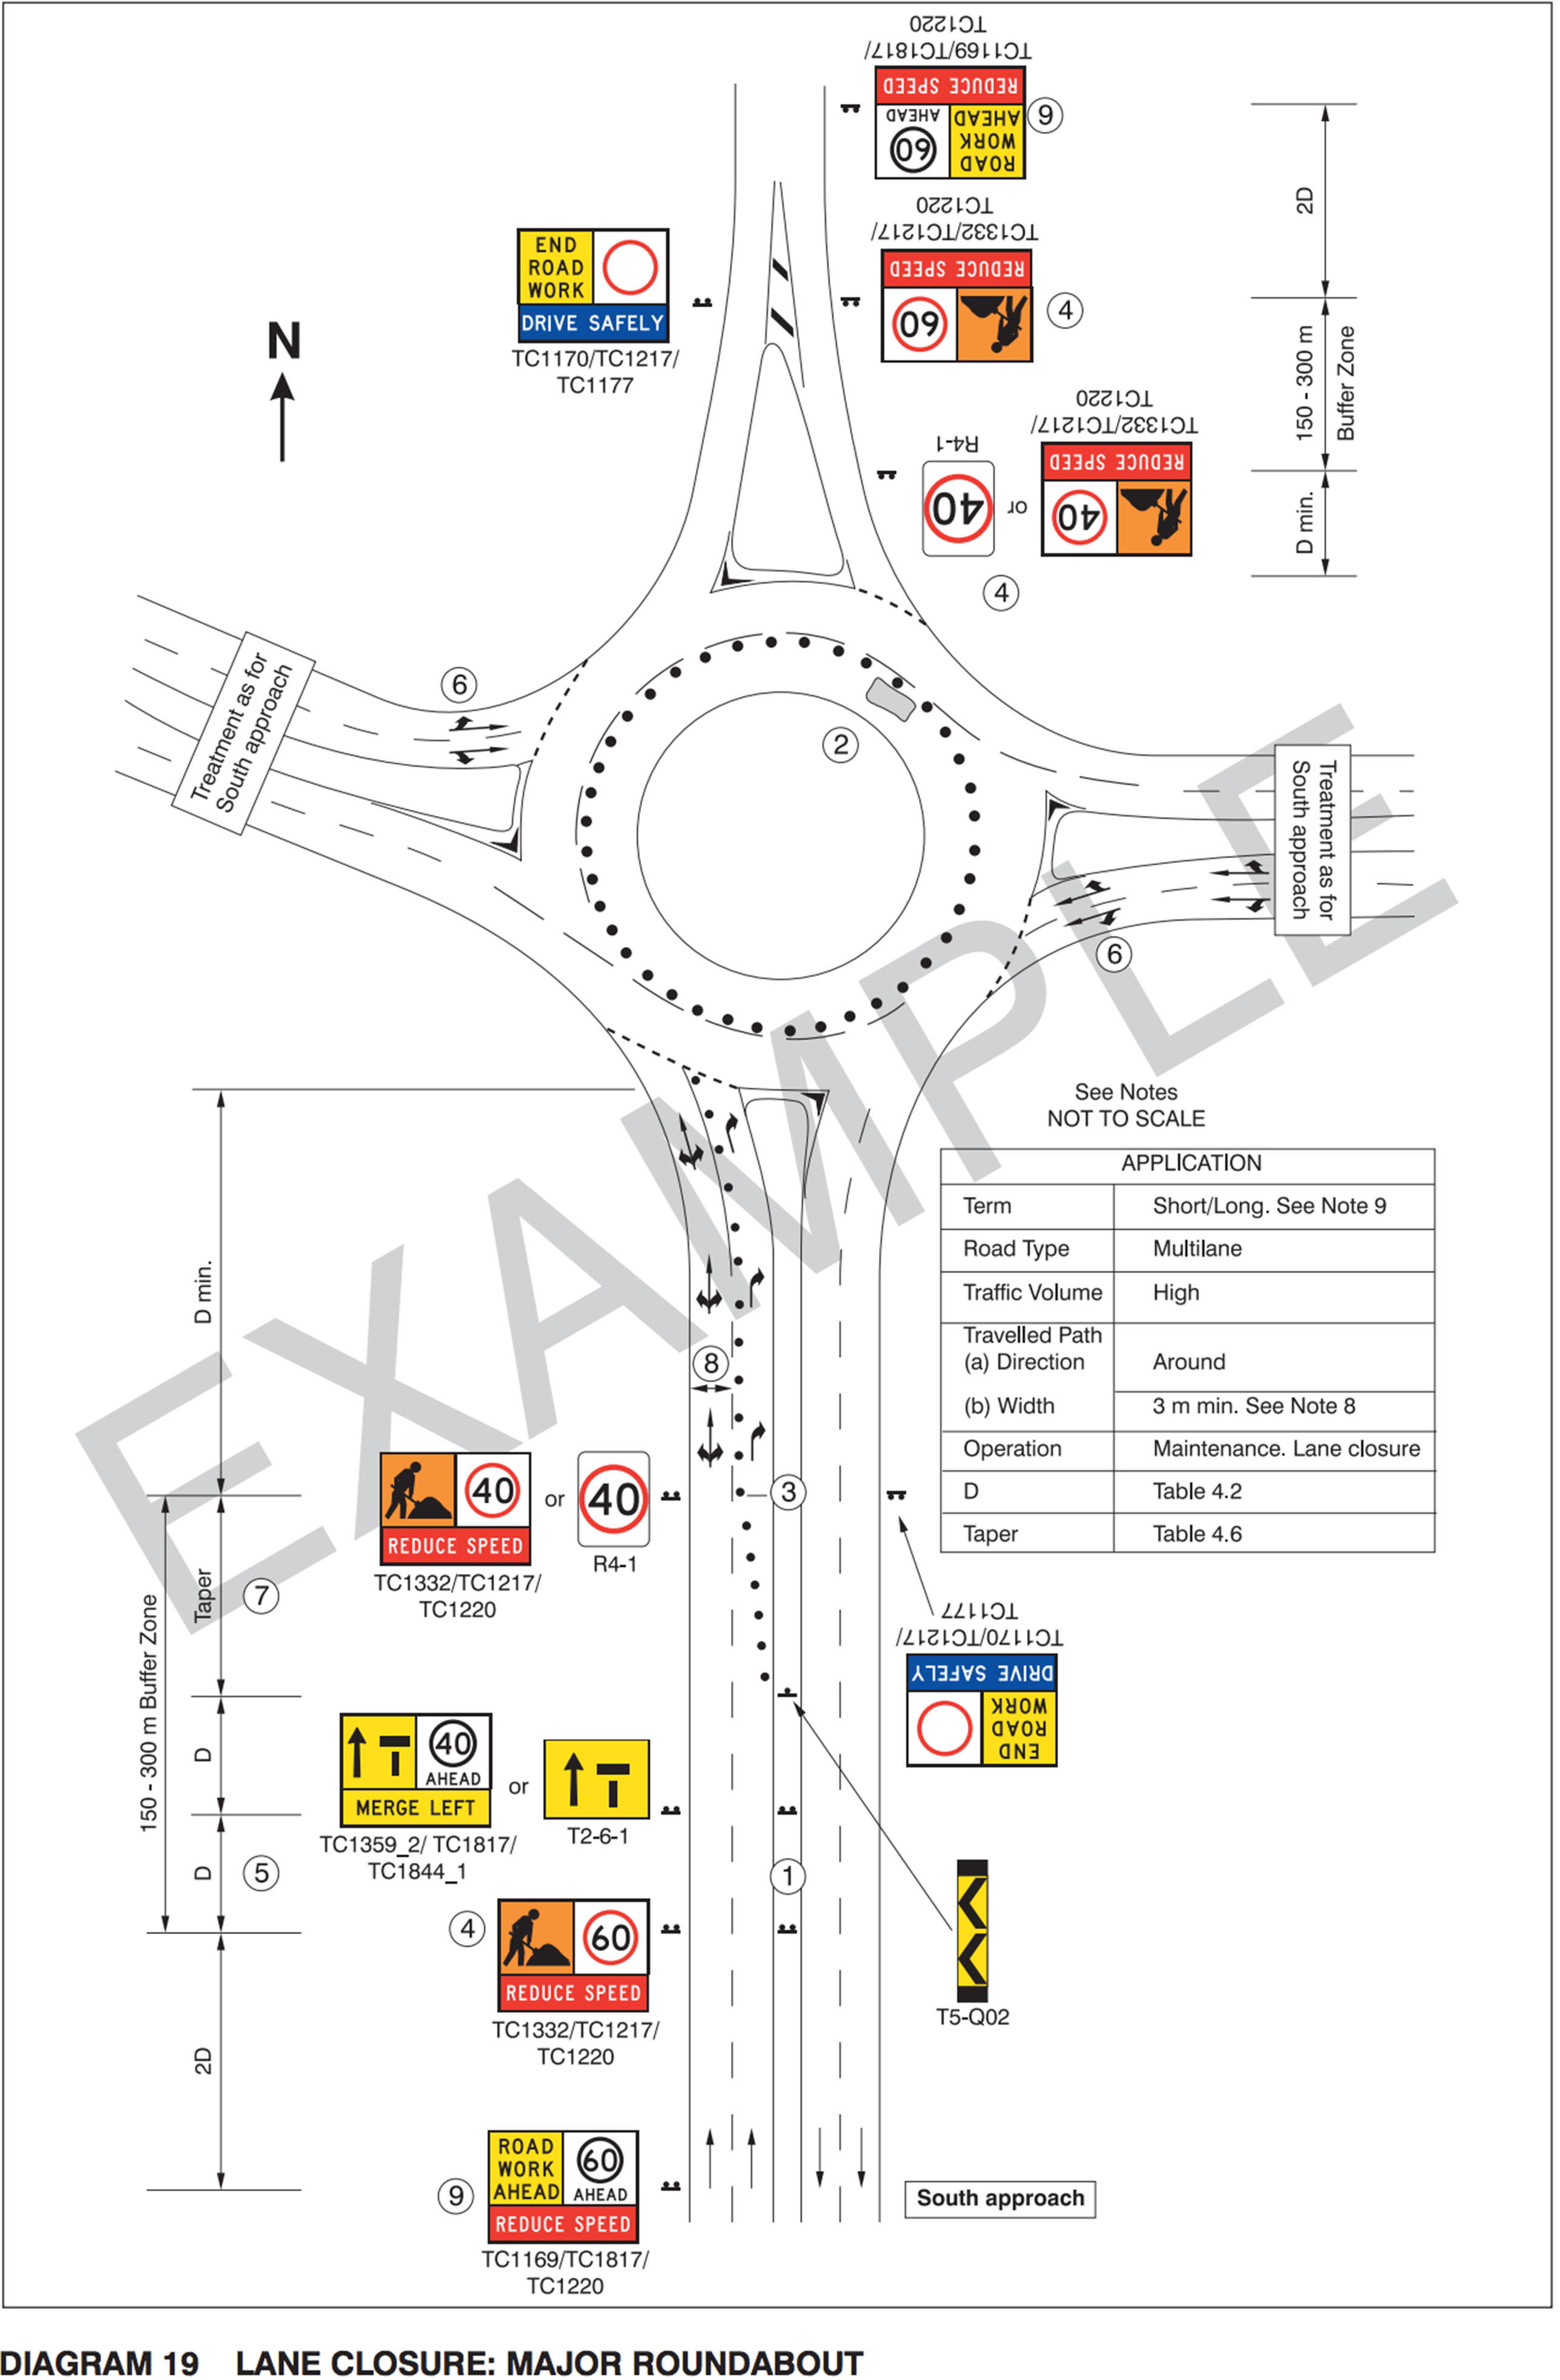 TC1169/TC1817/
TC1220
REDUCE SPEED
ROAD
WORK
AHEAD
60
AHEAD
9
2D
TC1332/TC1217/
TC1220
REDUCE SPEED
60
4
END
ROAD
WORK
DRIVE SAFELY
TC1170/TC1217/
TC1177
N
150 - 300 m
Buffer Zone
TC1332/TC1217/
TC1220
REDUCE SPEED
40
or
R4-1
40
4
D min.
Treatment as for
South approach
6
2
Treatment as for
South approach
6
EXAMPLE
See Notes
NOT TO SCALE
APPLICATION
Term Short/Long. See Note 9
Road Type Multilane
Traffic Volume High
Travelled Path
(a) Direction Around
(b) Width 3 m min. See Note 8
Operation Maintenance. Lane closure
D Table 4.2
Taper Table 4.6
D min.
8
40
REDUCE SPEED
TC1332/TC1217/
TC1220
or
40
R4-1
3
Taper
7
150 - 300 m Buffer Zone
TC1170/TC1217/
TC1177
DRIVE SAFELY
END
ROAD
WORK
D
40
AHEAD
MERGE LEFT
TC1359_2/ TC1817/
TC1844_1
or
T2-6-1
D
5
1
4
60
REDUCE SPEED
TC1332/TC1217/
TC1220
T5-Q02
2D
9
ROAD
WORK
AHEAD
60
AHEAD
REDUCE SPEED
TC1169/TC1817/
TC1220
South approach
DIAGRAM 19 LANE CLOSURE: MAJOR ROUNDABOUT